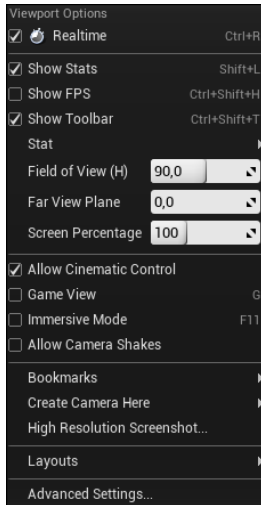 Viewport Options
Realtime Ctrl+R
Show Stats Shift+L
Show FPS Ctrl+Shift+H
Show Toolbar Ctrl+Shift+T
Stat
Field of View (H) 90,0
Far View Plane 0,0
Screen Percentage 100
Allow Cinematic Control
Game View G
Immersive Mode F11
Allow Camera Shakes
Bookmarks
Create Camera Here
High Resolution Screenshot...
Layouts
Advanced Settings...